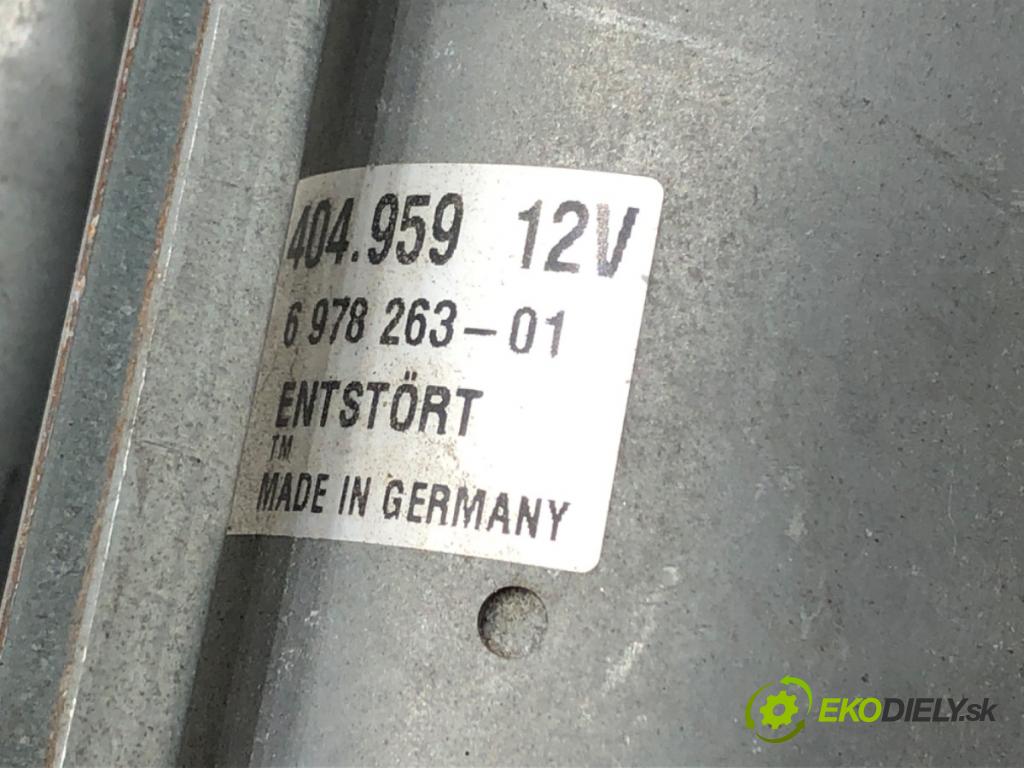 404.959 12V
6 978 263-01
ENTSTÖRT
TM
MADE IN GERMANY
EKODIELY.sk